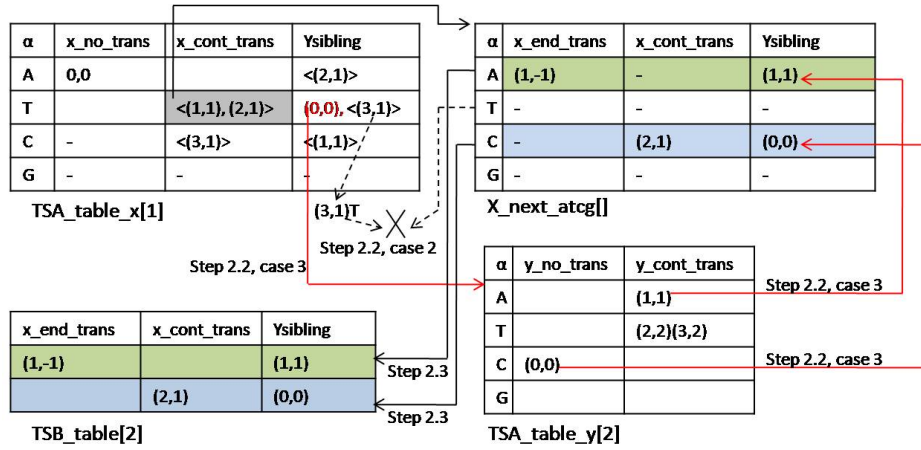 α x_no_trans x_cont_trans Ysibling
A 0,0 <(2,1)>
T <(1,1), (2,1)> (0,0), <(3,1)>
C - <(3,1)> <(1,1)>
G - - -
TSA_table_x[1]
α x_end_trans x_cont_trans Ysibling
A (1,-1) - (1,1)
T - - -
C - (2,1) (0,0)
G - - -
X_next_atcg[]
(3,1)T
Step 2.2, case 2
Step 2.2, case 3
α y_no_trans y_cont_trans
A (1,1)
T (2,2)(3,2)
C (0,0)
G
TSA_table_y[2]
Step 2.2, case 3
Step 2.2, case 3
x_end_trans x_cont_trans Ysibling
(1,-1) (1,1)
(2,1) (0,0)
TSB_table[2]
Step 2.3
Step 2.3